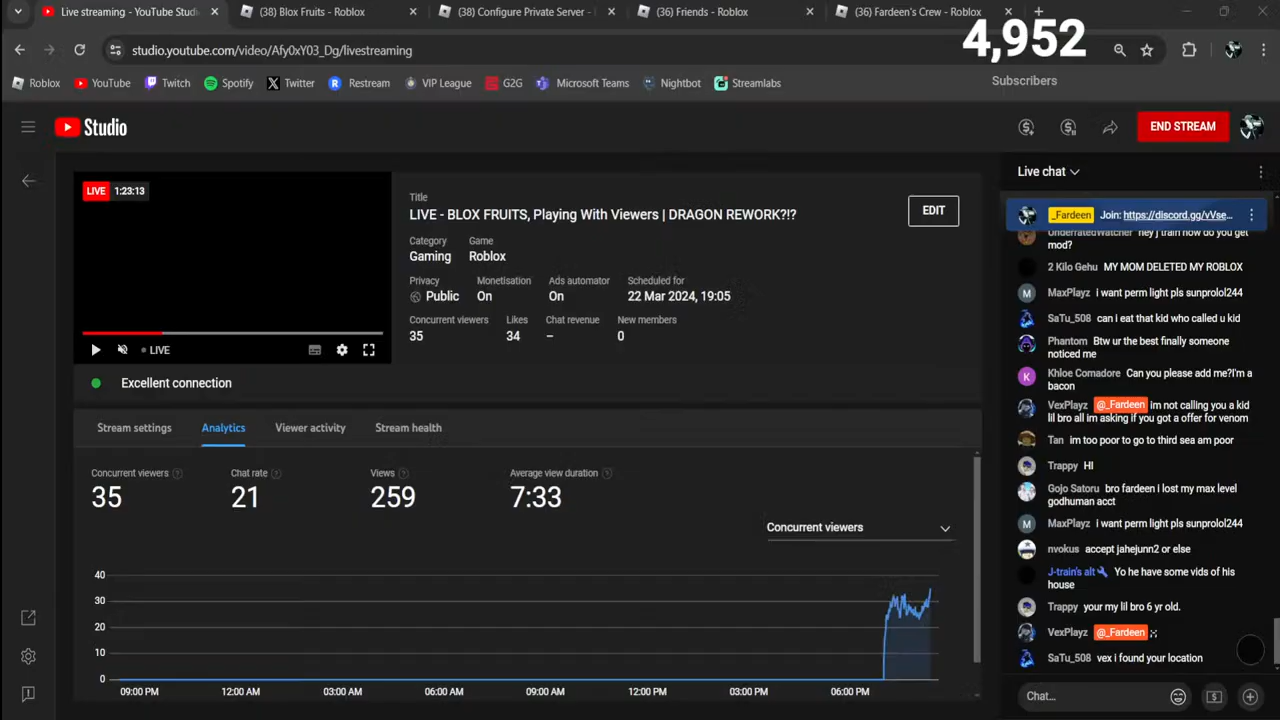 Live streaming - YouTube Studi
(38) Blox Fruits - Roblox
(38) Configure Private Server -
(36) Friends - Roblox
(36) Fardeen's Crew - Roblox
studio.youtube.com/video/Afy0xY03_Dg/livestreaming
4,952
Subscribers
Roblox
YouTube
Twitch
Spotify
Twitter
Restream
VIP League
G2G
Microsoft Teams
Nightbot
Streamlabs
Studio
END STREAM
LIVE 1:23:13
Title
LIVE - BLOX FRUITS, Playing With Viewers | DRAGON REWORK?!?
EDIT
Category
Gaming
Game
Roblox
Privacy
Public
Monetisation
On
Ads automator
On
Scheduled for
22 Mar 2024, 19:05
Concurrent viewers
35
Likes
34
Chat revenue
–
New members
0
LIVE
Excellent connection
Stream settings
Analytics
Viewer activity
Stream health
Concurrent viewers
35
Chat rate
21
Views
259
Average view duration
7:33
Concurrent viewers
40
30
20
10
0
09:00 PM
12:00 AM
03:00 AM
06:00 AM
09:00 AM
12:00 PM
03:00 PM
06:00 PM
Live chat
_Fardeen Join: https://discord.gg/vVse...
UnderratedWatcher hey j train how do you get
mod?
2 Kilo Gehu MY MOM DELETED MY ROBLOX
MaxPlayz i want perm light pls sunprolol244
SaTu_508 can i eat that kid who called u kid
Phantom Btw ur the best finally someone
noticed me
Khloe Comadore Can you please add me?I'm a
bacon
VexPlayz @_Fardeen im not calling you a kid
lil bro all im asking if you got a offer for venom
Tan im too poor to go to third sea am poor
Trappy HI
Gojo Satoru bro fardeen i lost my max level
godhuman acct
MaxPlayz i want perm light pls sunprolol244
nvokus accept jahejunn2 or else
J-train's alt Yo he have some vids of his
house
Trappy your my lil bro 6 yr old.
VexPlayz @_Fardeen
SaTu_508 vex i found your location
Chat...